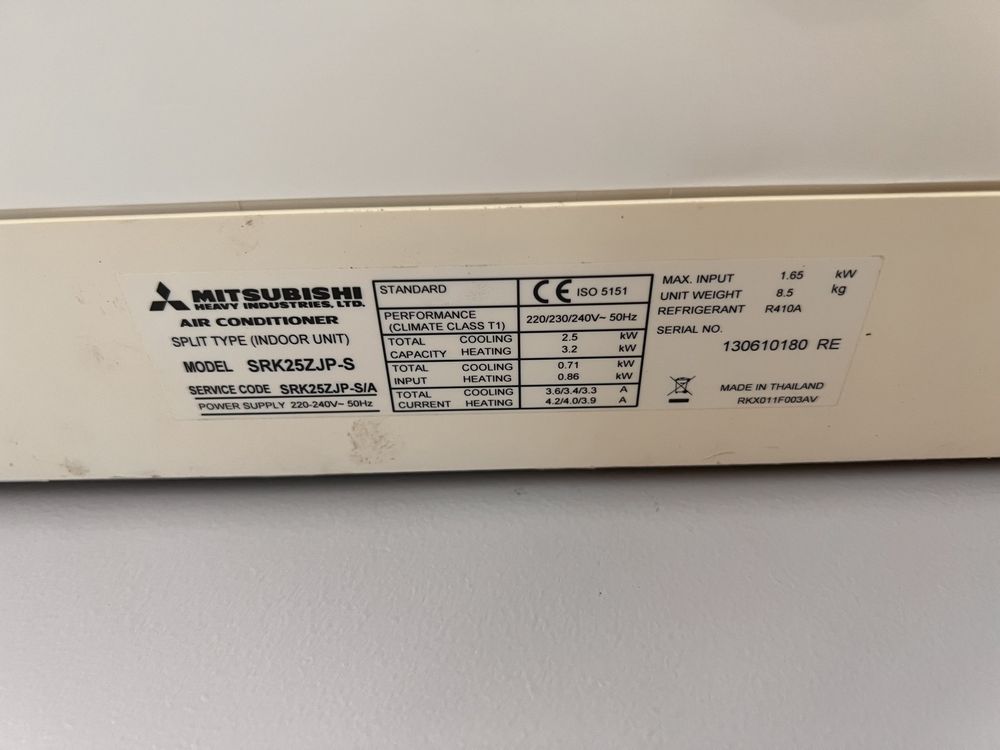 MITSUBISHI
HEAVY INDUSTRIES, LTD.
AIR CONDITIONER
SPLIT TYPE (INDOOR UNIT)
MODEL SRK25ZJP-S
SERVICE CODE SRK25ZJP-S/A
POWER SUPPLY 220-240V~ 50Hz
STANDARD CE ISO 5151
PERFORMANCE
(CLIMATE CLASS T1) 220/230/240V~ 50Hz
TOTAL COOLING 2.5 kW
CAPACITY HEATING 3.2 kW
TOTAL COOLING 0.71 kW
INPUT HEATING 0.86 kW
TOTAL COOLING 3.6/3.4/3.3 A
CURRENT HEATING 4.2/4.0/3.9 A
MAX. INPUT 1.65 kW
UNIT WEIGHT 8.5 kg
REFRIGERANT R410A
SERIAL NO.
130610180 RE
MADE IN THAILAND
RKX011F003AV